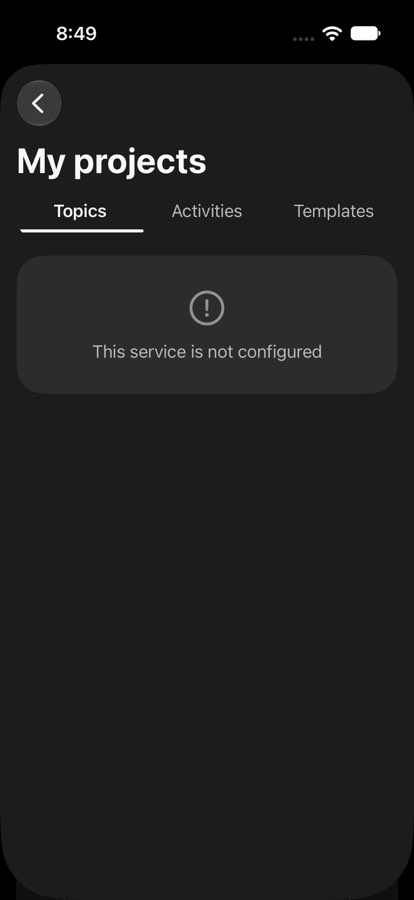 8:49
My projects
Topics Activities Templates
This service is not configured